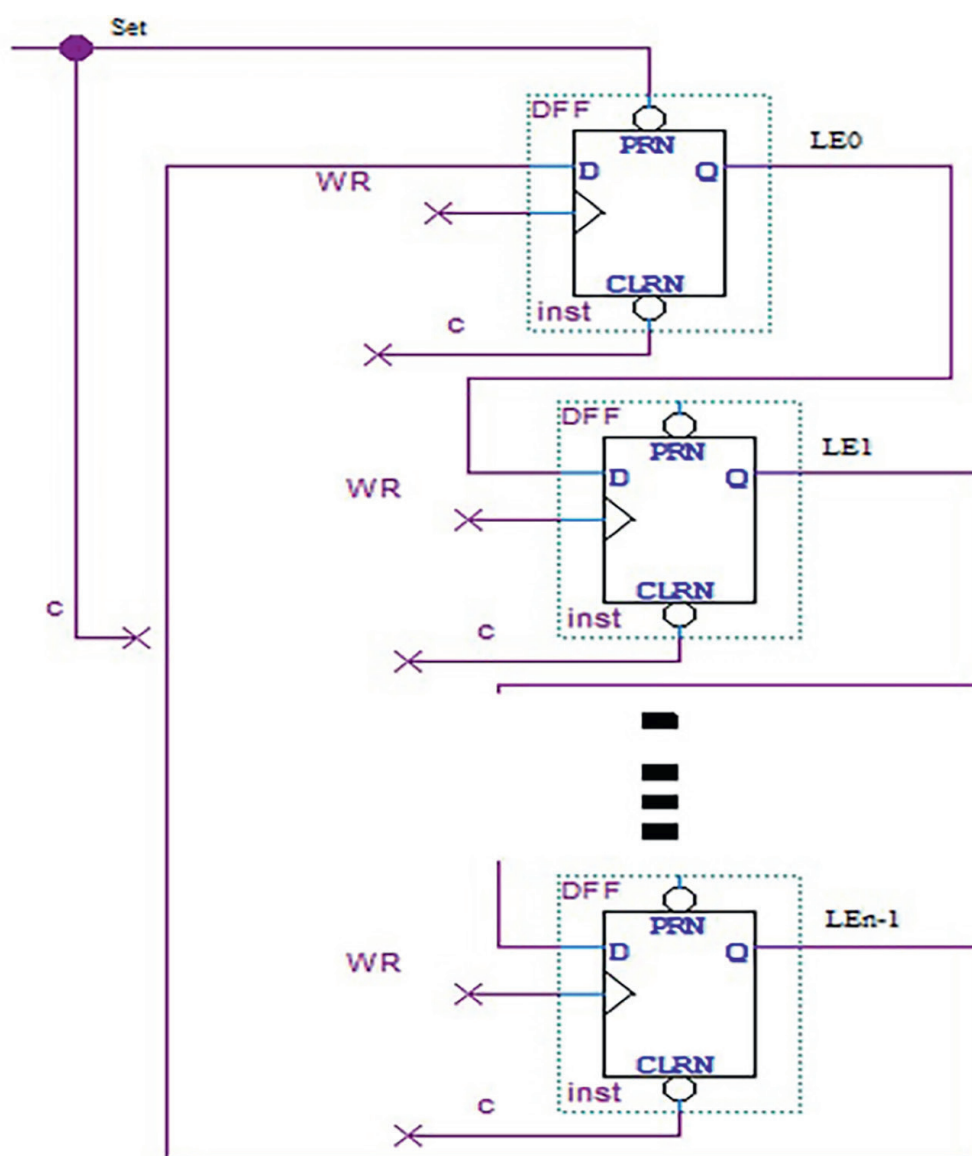 Set
DFF
PRN
LE0
D Q
WR
CLRN
inst
c
DFF
PRN
LE1
D Q
WR
CLRN
inst
c
c
DFF
PRN
LEn-1
D Q
WR
CLRN
inst
c